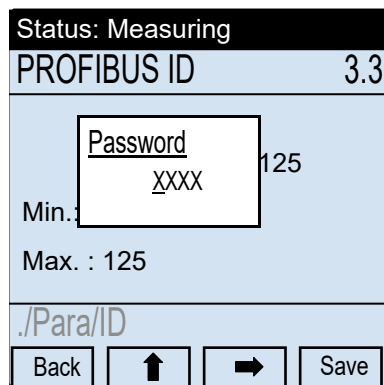 Status: Measuring
PROFIBUS ID 3.3
Password
XXXX
125
Min.:
Max. : 125
./Para/ID
Back Save